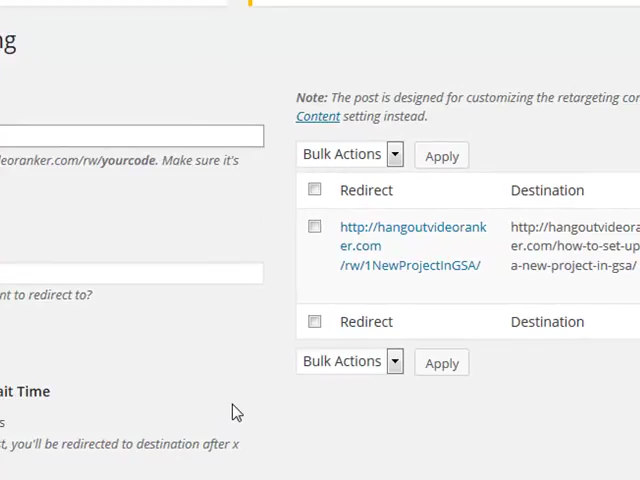 ng
Note: The post is designed for customizing the retargeting cor
Content setting instead.
Bulk Actions Apply
eoranker.com/rw/yourcode. Make sure it's
Redirect Destination
http://hangoutvideorank http://hangoutvideora
er.com er.com/how-to-set-up
/rw/1NewProjectInGSA/ a-new-project-in-gsa/
nt to redirect to?
Redirect Destination
Bulk Actions Apply
ait Time
s
st, you'll be redirected to destination after x